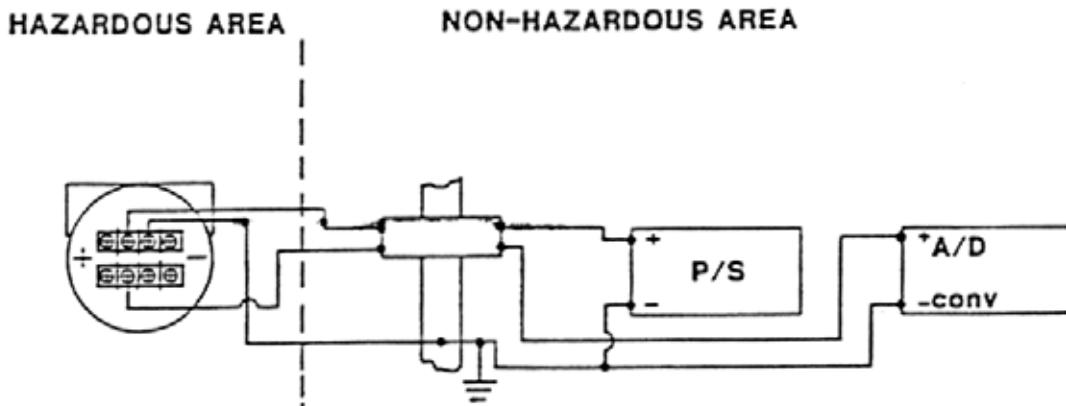 HAZARDOUS AREA
NON-HAZARDOUS AREA
+ -
+
P/S
-
+A/D
-conv